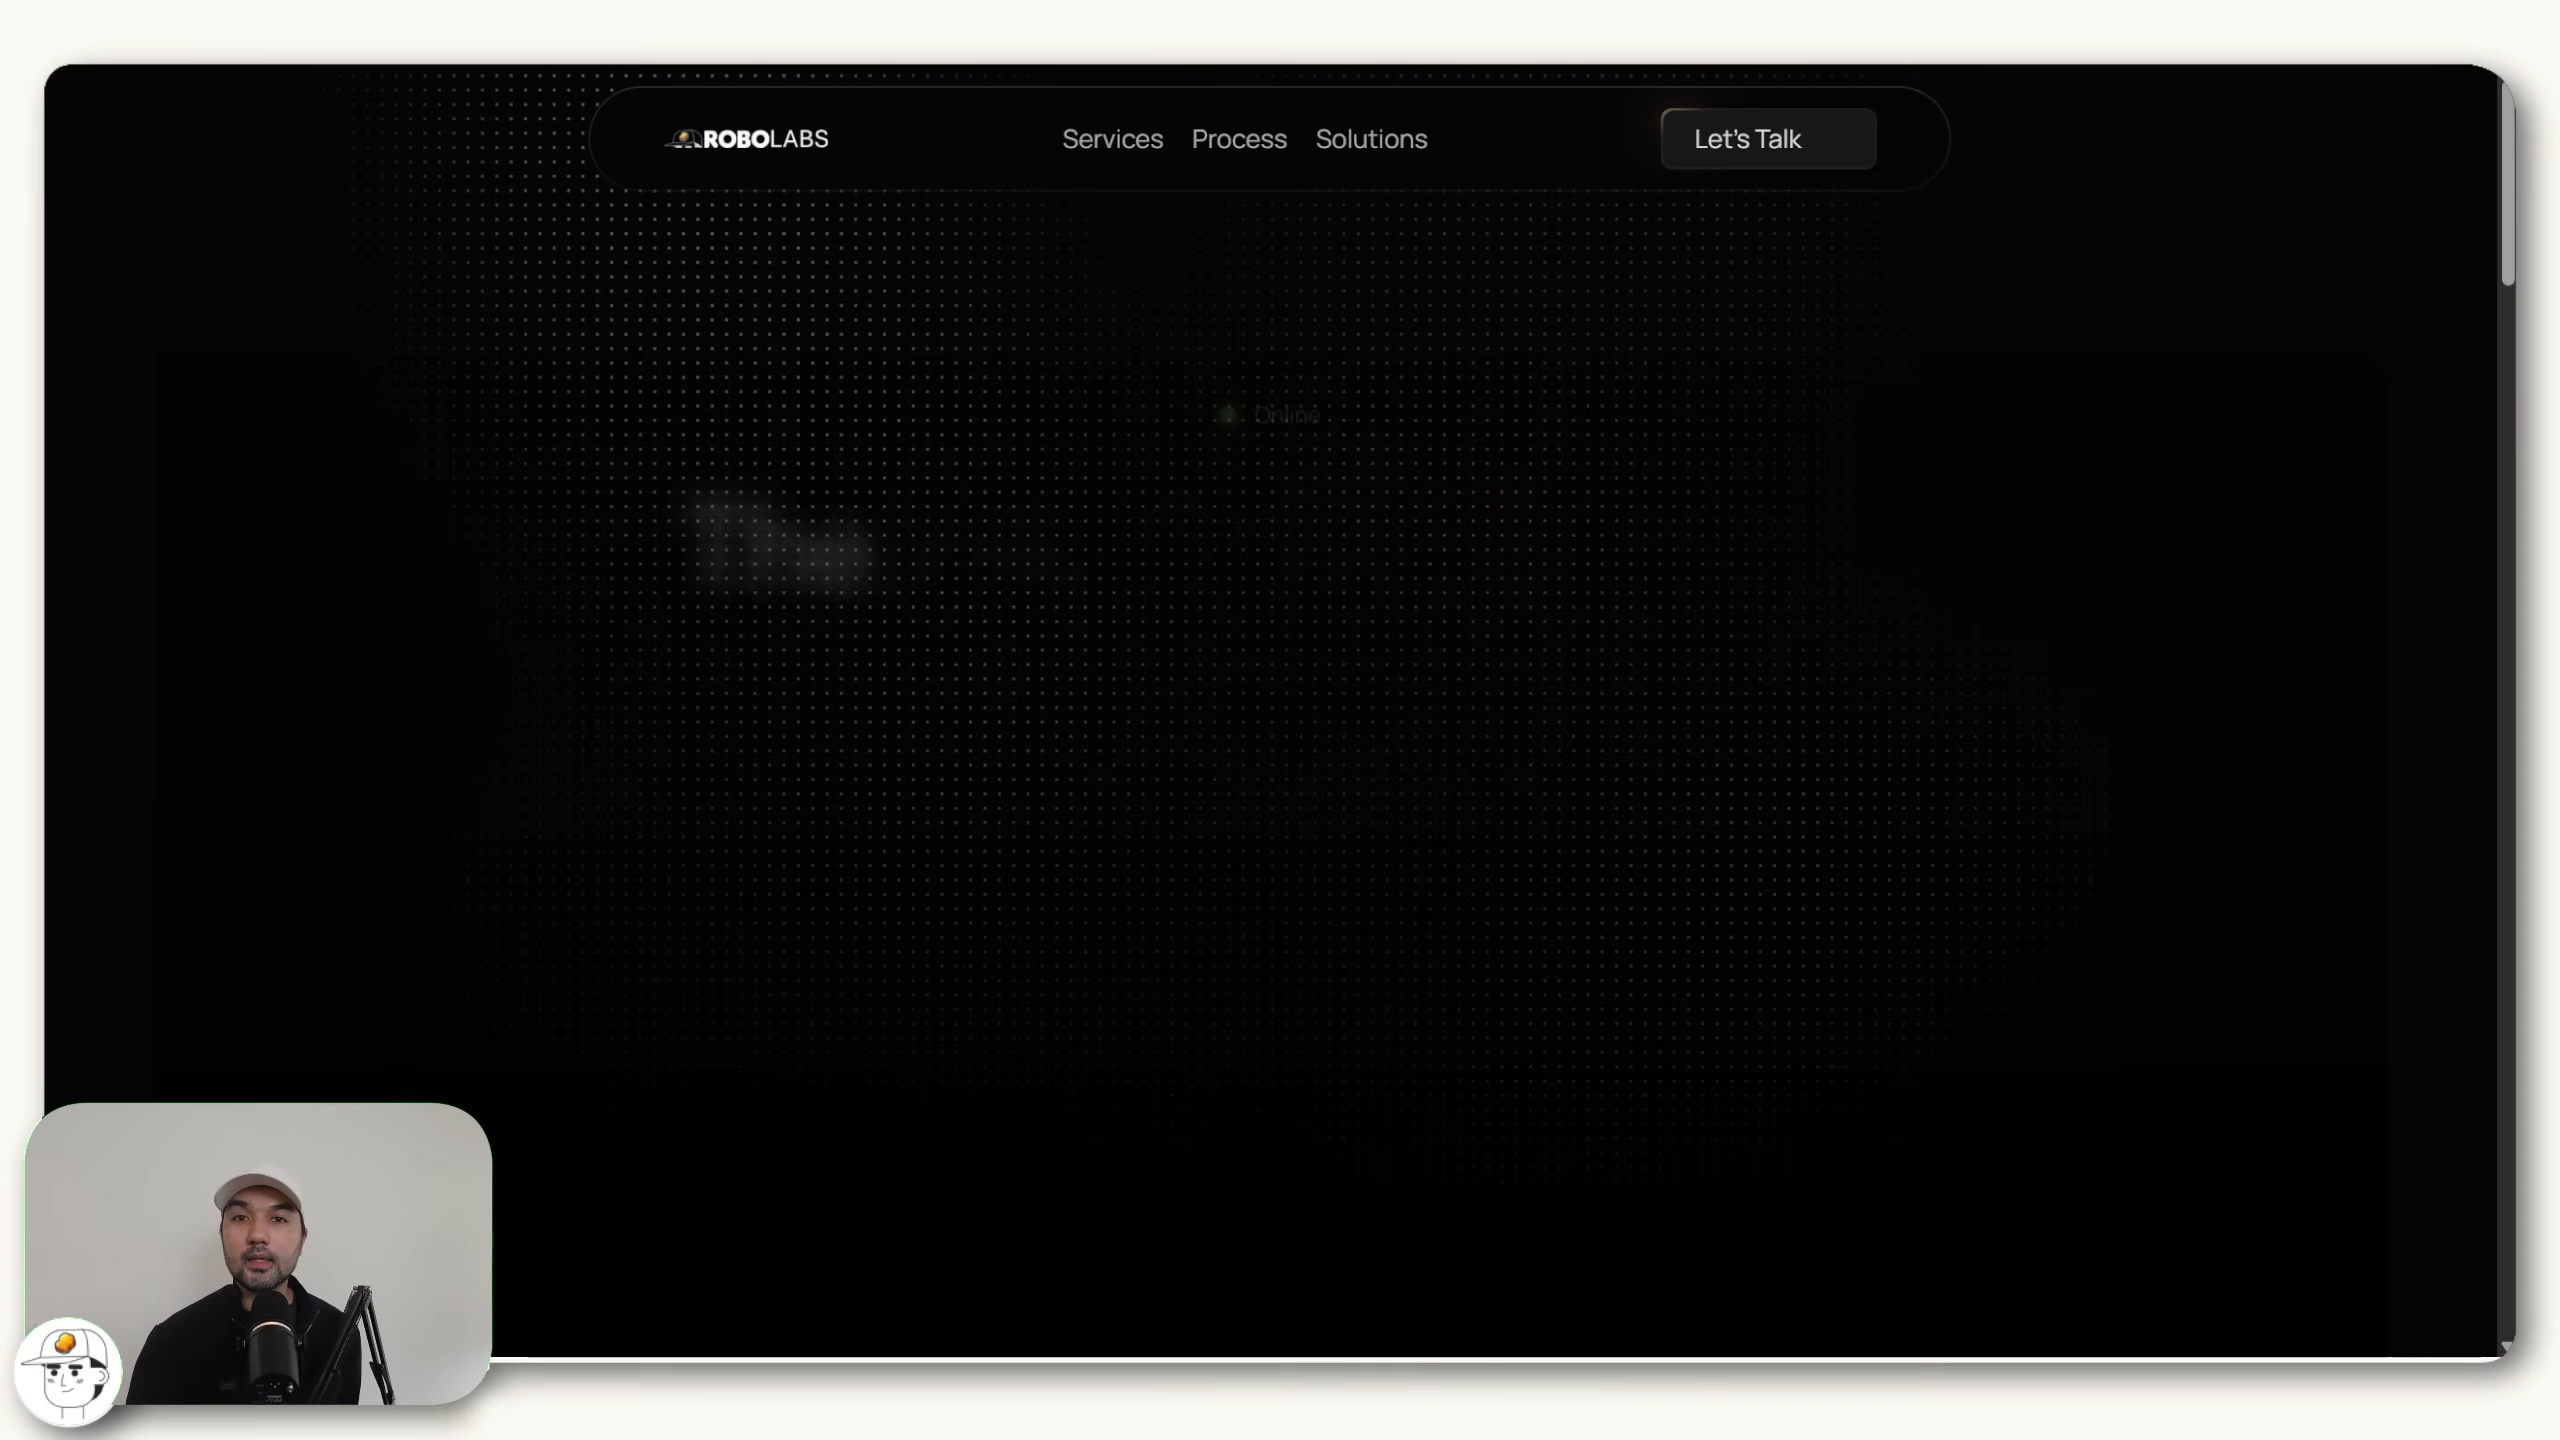 ROBOLABS
Services
Process
Solutions
Let's Talk
Online